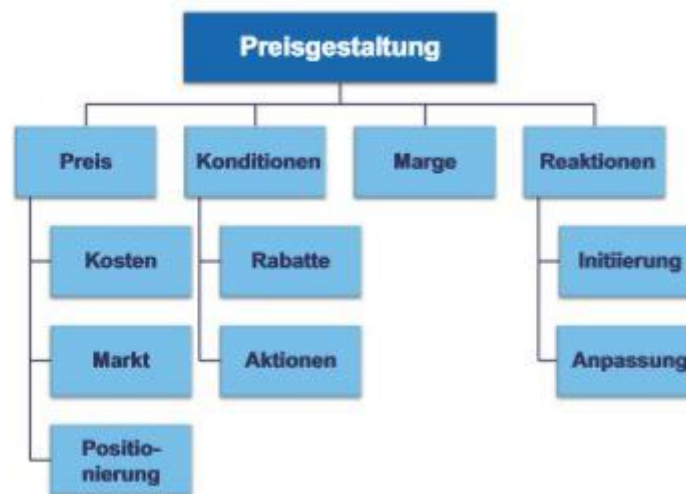 Preisgestaltung
Preis
Konditionen
Marge
Reaktionen
Kosten
Rabatte
Initiierung
Markt
Aktionen
Anpassung
Positio-
nierung